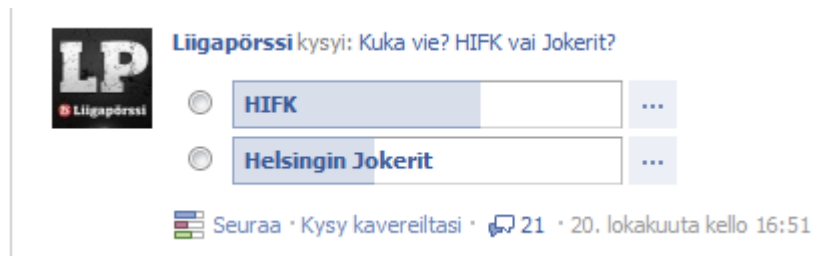 Liigapörssi kysyi: Kuka vie? HIFK vai Jokerit?
LP
Liigapörssi
HIFK
...
Helsingin Jokerit
...
Seuraa · Kysy kavereiltasi · 21 · 20. lokakuuta kello 16:51